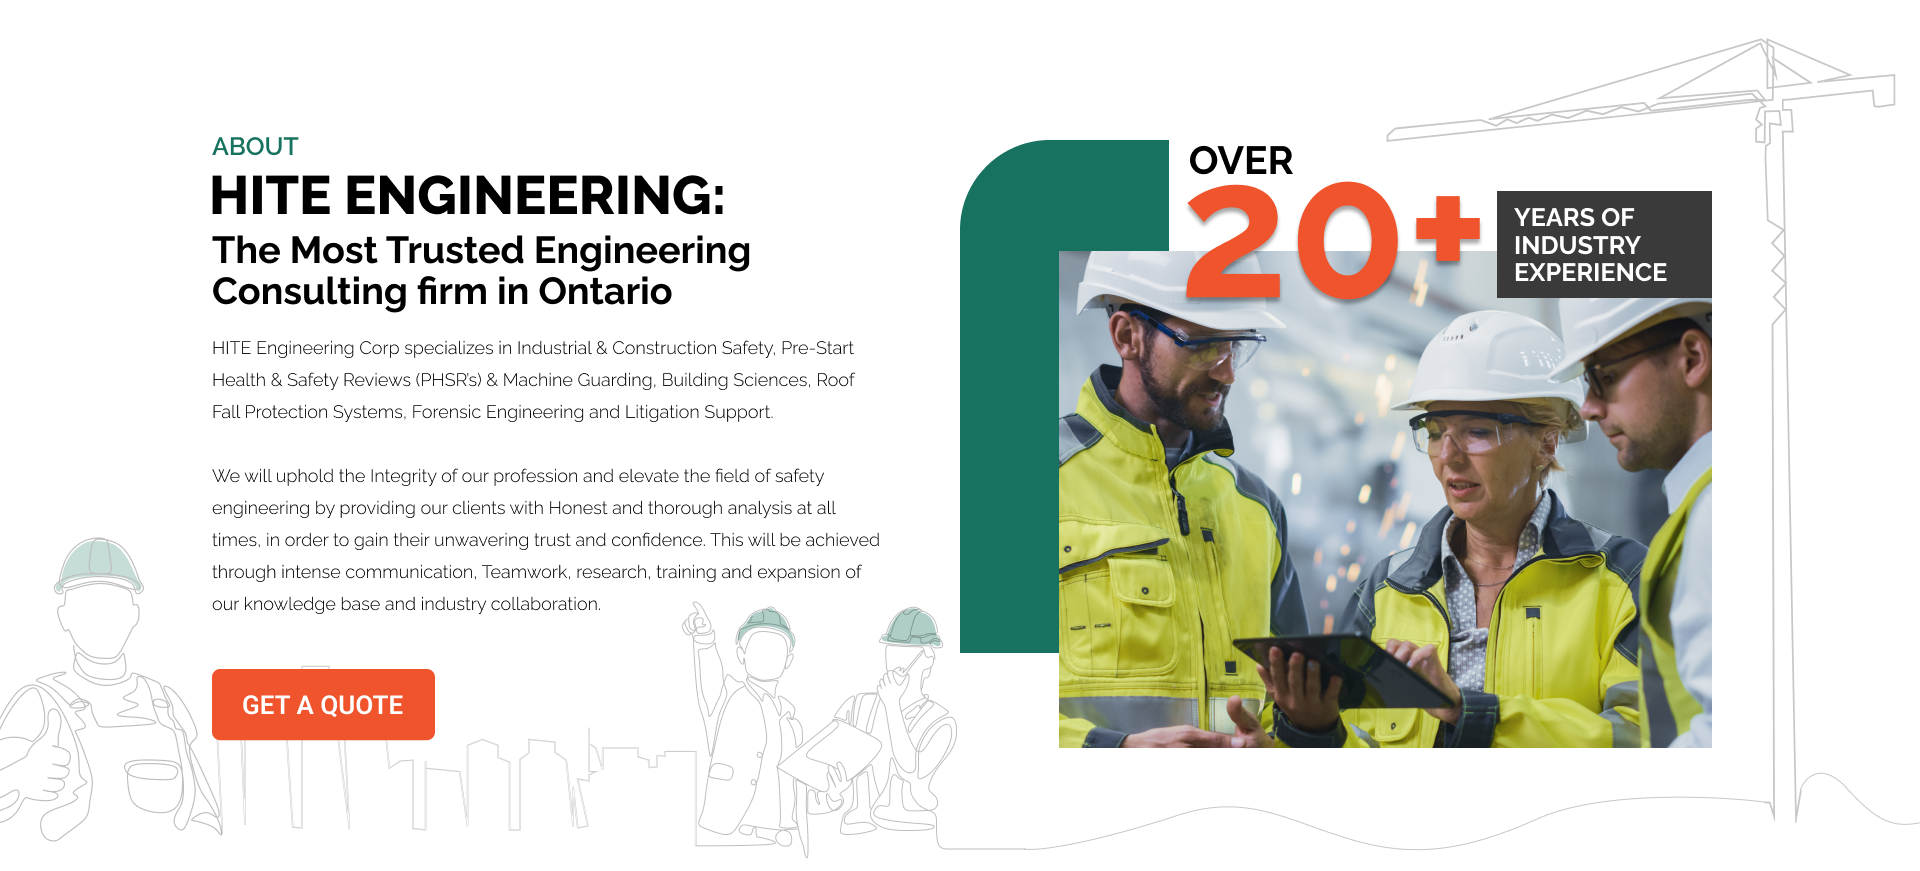 ABOUT
HITE ENGINEERING:
The Most Trusted Engineering
Consulting firm in Ontario
HITE Engineering Corp specializes in Industrial & Construction Safety, Pre-Start
Health & Safety Reviews (PHSR's) & Machine Guarding, Building Sciences, Roof
Fall Protection Systems, Forensic Engineering and Litigation Support.
We will uphold the Integrity of our profession and elevate the field of safety
engineering by providing our clients with Honest and thorough analysis at all
times, in order to gain their unwavering trust and confidence. This will be achieved
through intense communication, Teamwork, research, training and expansion of
our knowledge base and industry collaboration.
GET A QUOTE
OVER
20+
YEARS OF
INDUSTRY
EXPERIENCE